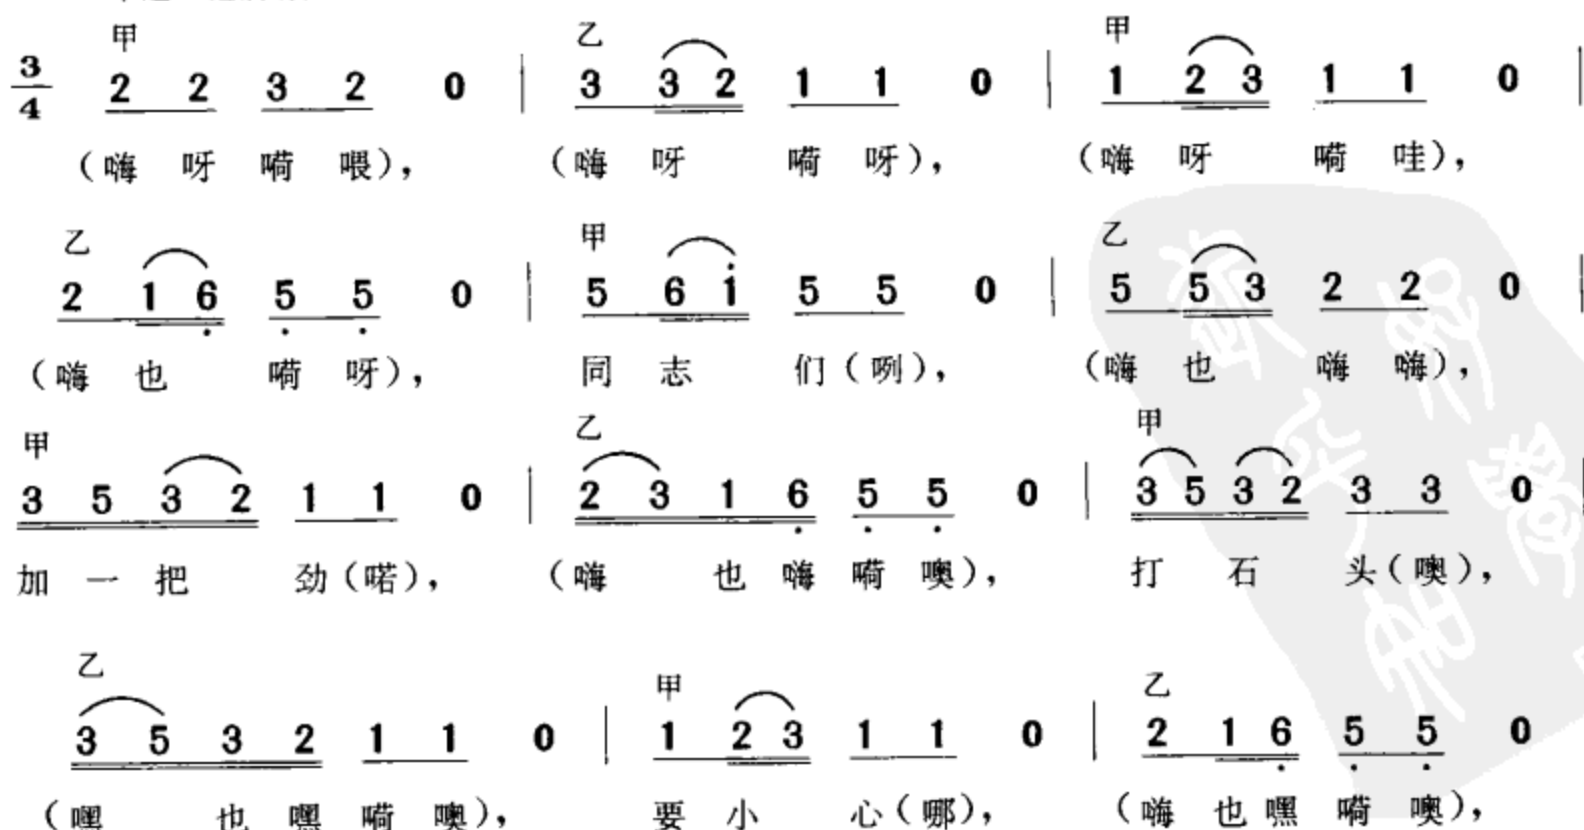 甲 乙 甲
3/4 2 2 3 2 0 | 3 3 2 1 1 0 | 1 2 3 1 1 0 |
（嗨 呀 嗬 喂）， （嗨 呀 嗬 呀）， （嗨 呀 嗬 哇），
乙 甲 乙
2 1 6̣ 5̣ 5̣ 0 | 5 6 i̇ 5 5 0 | 5 5 3 2 2 0 |
（嗨 也 嗬 呀）， 同 志 们（咧）， （嗨 也 嗨 嗨），
甲 乙 甲
3 5 3 2 1 1 0 | 2 3 1 6̣ 5̣ 5̣ 0 | 3 5 3 2 3 3 0 |
加 一 把 劲（喏）， （嗨 也 嗨 嗬 噢）， 打 石 头（噢），
乙 甲 乙
3 5 3 2 1 1 0 | 1 2 3 1 1 0 | 2 1 6̣ 5̣ 5̣ 0
（嘿 也 嘿 嗬 噢）， 要 小 心（哪）， （嗨 也 嘿 嗬 噢），